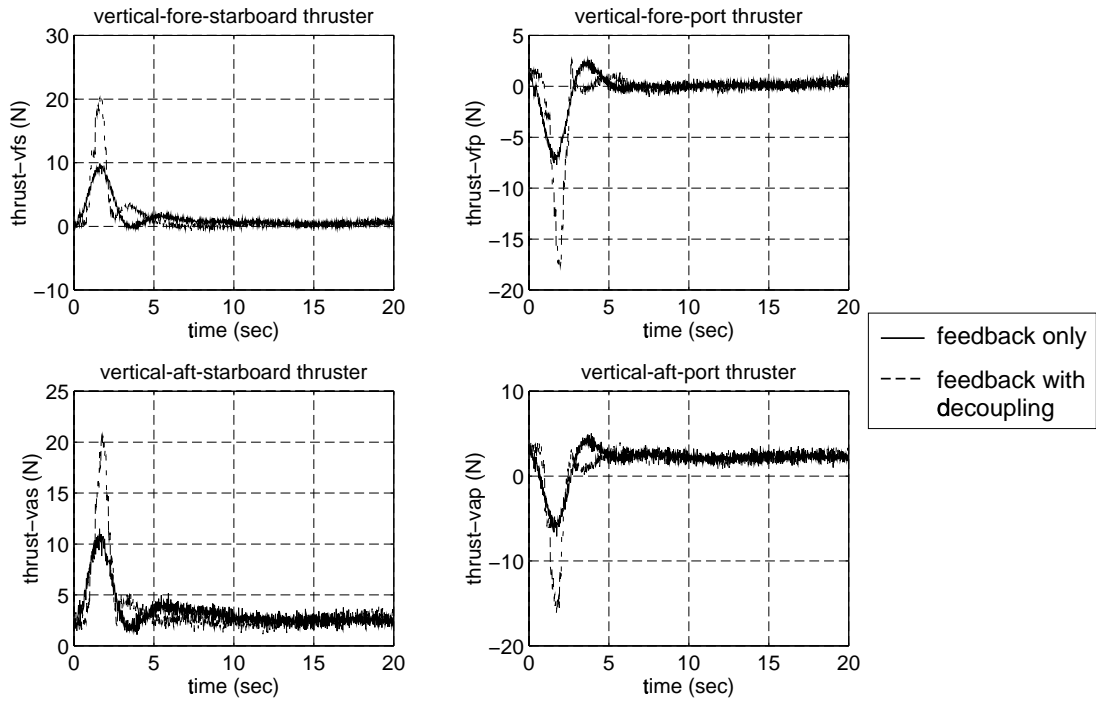 vertical-fore-starboard thruster
30
20
10
0
−10
thrust−vfs (N)
0 5 10 15 20
time (sec)
vertical-fore-port thruster
5
0
−5
−10
−15
−20
thrust−vfp (N)
0 5 10 15 20
time (sec)
vertical-aft-starboard thruster
25
20
15
10
5
0
thrust−vas (N)
0 5 10 15 20
time (sec)
vertical-aft-port thruster
10
0
−10
−20
thrust−vap (N)
0 5 10 15 20
time (sec)
feedback only
feedback with
decoupling